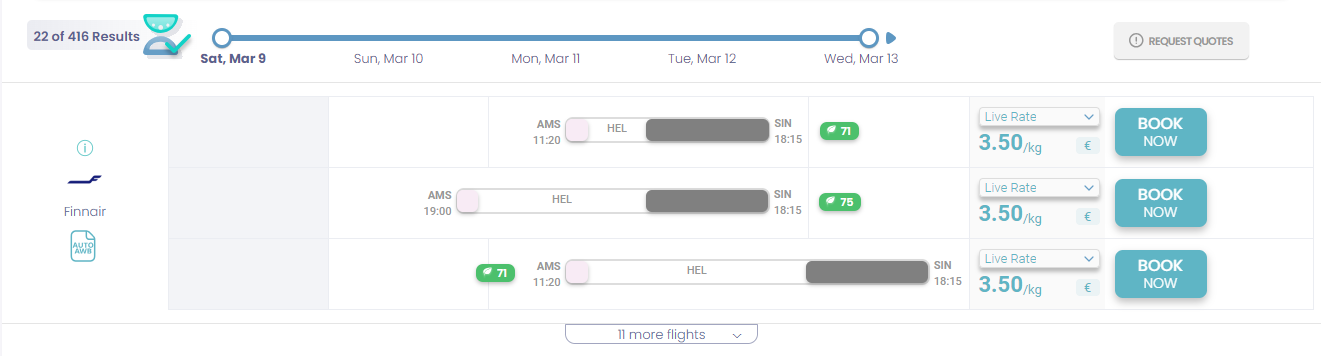 22 of 416 Results
REQUEST QUOTES
Sat, Mar 9
Sun, Mar 10
Mon, Mar 11
Tue, Mar 12
Wed, Mar 13
Finnair
AUTO
AWB
AMS
11:20
HEL
SIN
18:15
71
Live Rate
3.50/kg
€
BOOK
NOW
AMS
19:00
HEL
SIN
18:15
75
Live Rate
3.50/kg
€
BOOK
NOW
71
AMS
11:20
HEL
SIN
18:15
Live Rate
3.50/kg
€
BOOK
NOW
11 more flights